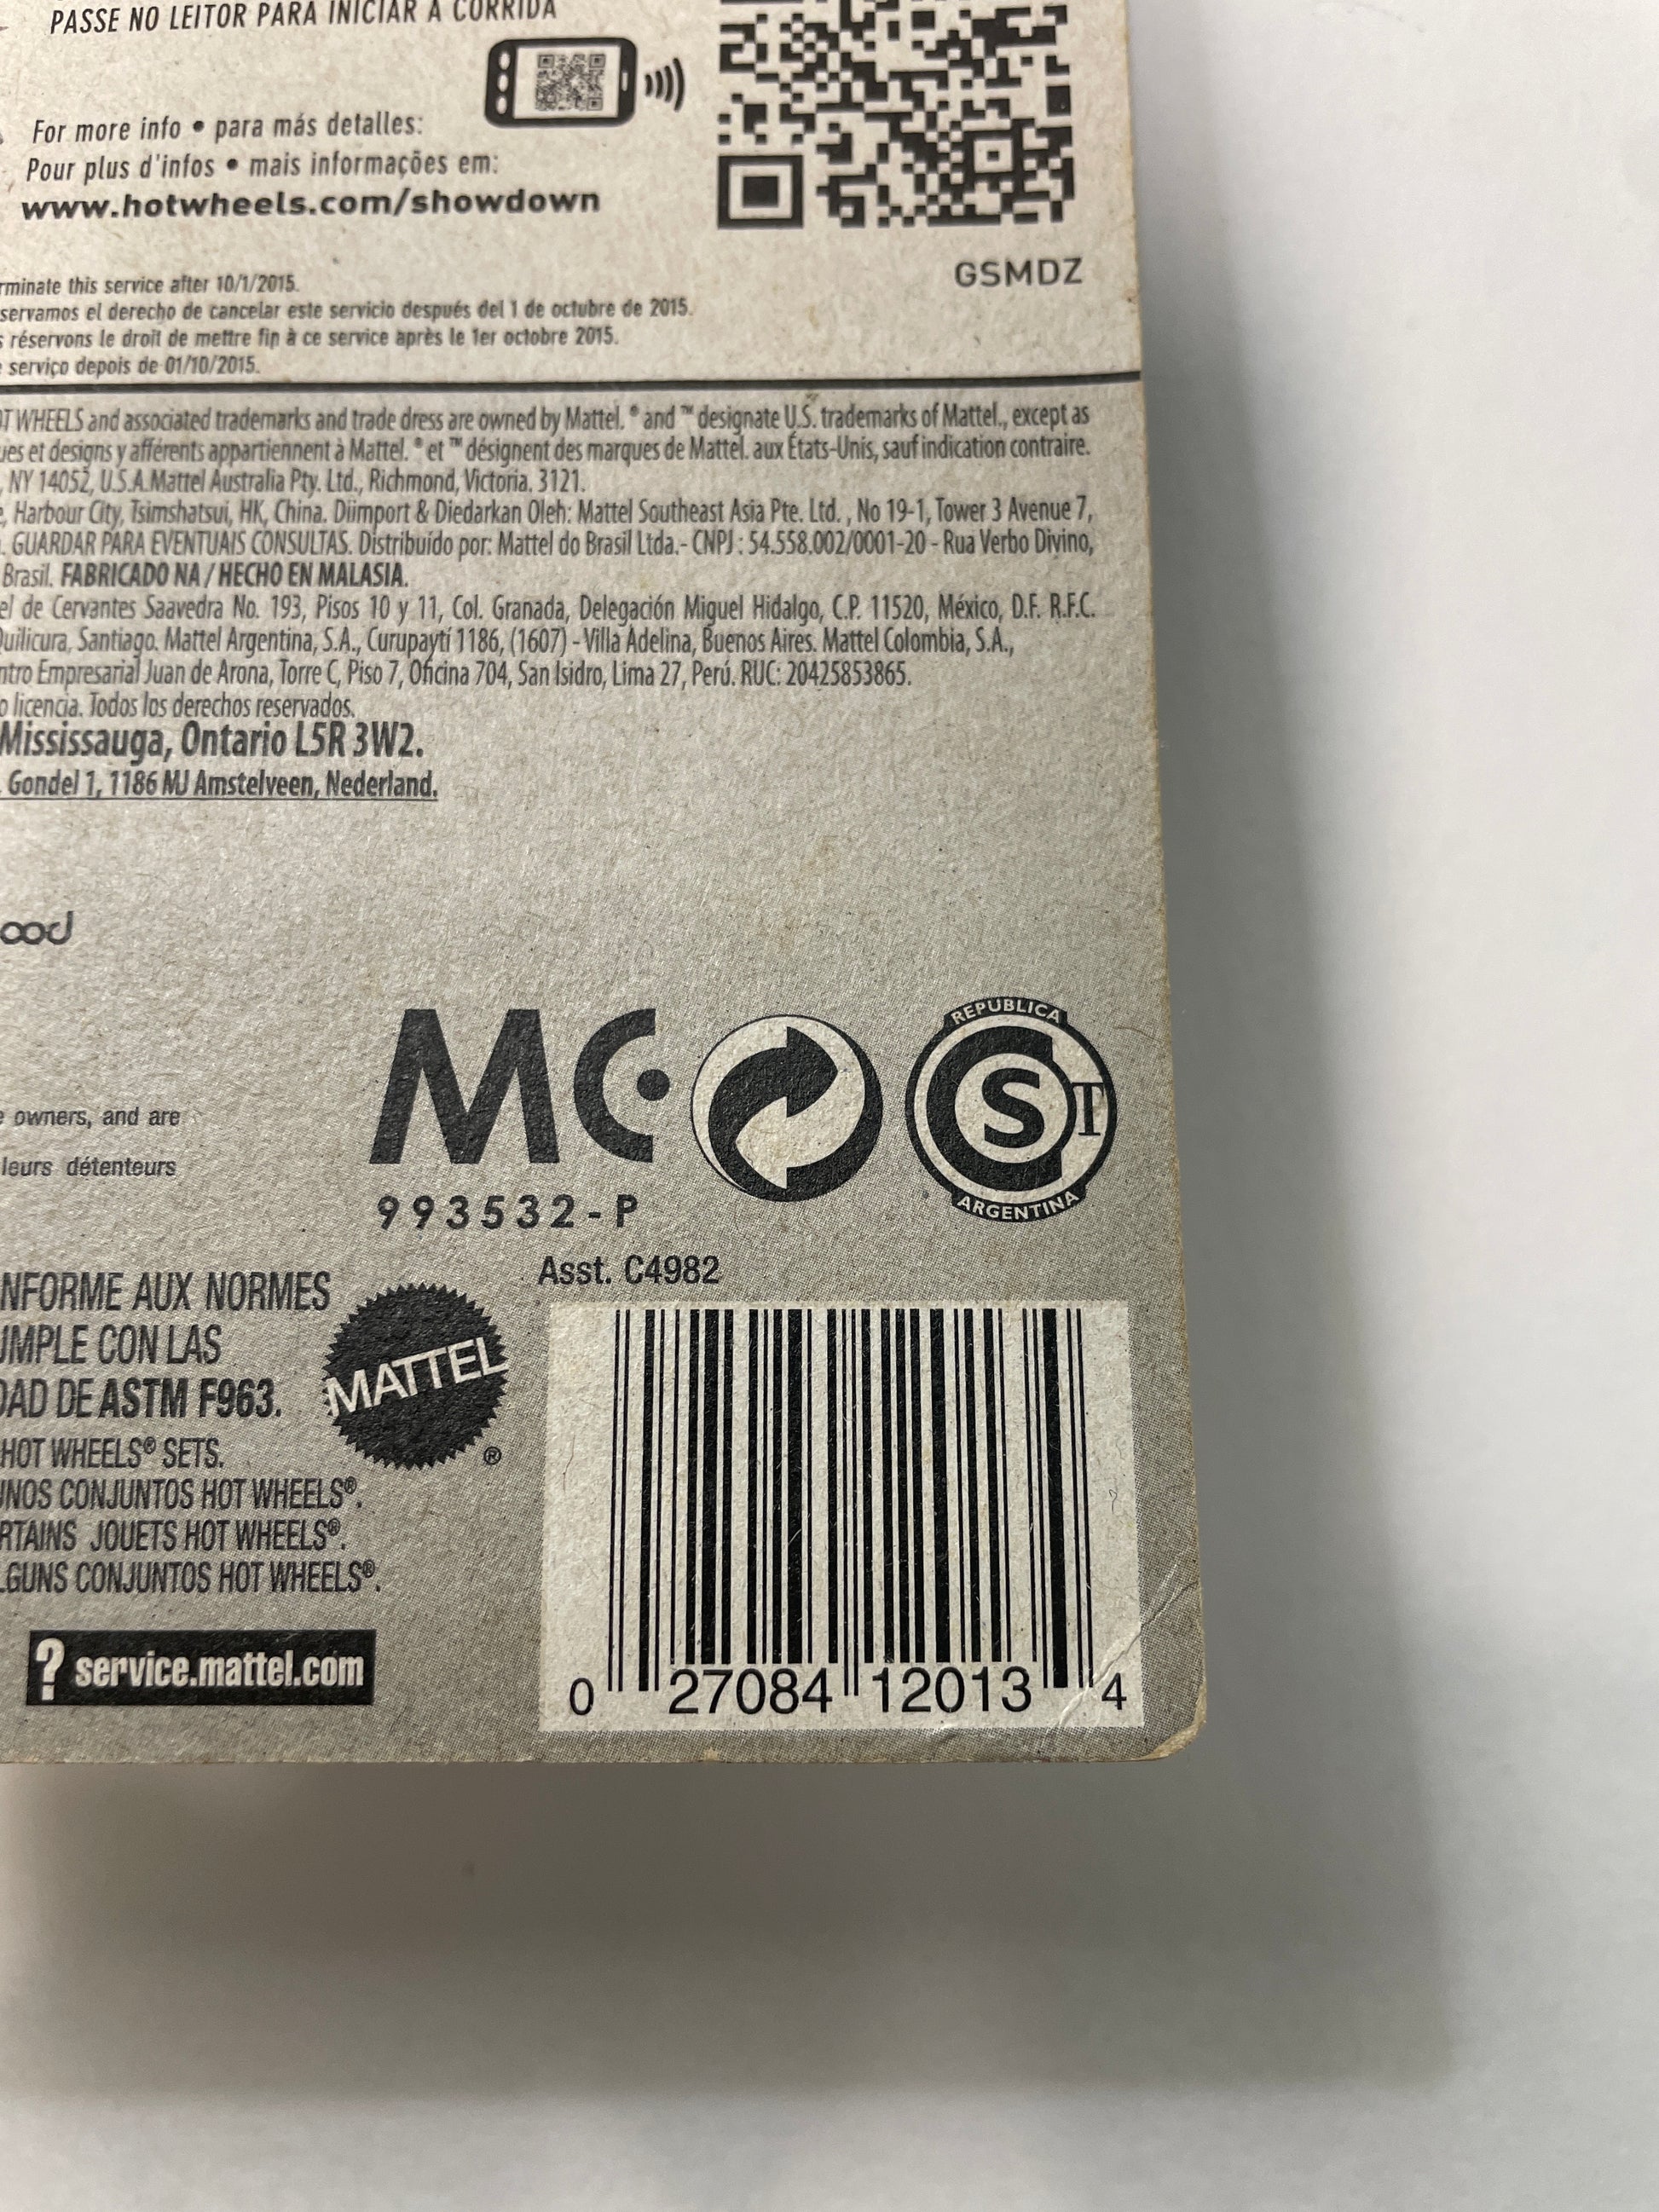 PASSE NO LEITOR PARA INICIAR A CORRIDA
For more info • para más detalles:
Pour plus d'infos • mais informações em:
www.hotwheels.com/showdown
GSMDZ
this service after 10/1/2015.
el derecho de cancelar este servicio después del 1 de octubre de 2015.
réservons le droit de mettre fin à ce service après le 1er octobre 2015.
serviço depois de 01/10/2015.
WHEELS and associated trademarks and trade dress are owned by Mattel. ® and ™ designate U.S. trademarks of Mattel., except as
et designs y afférents appartiennent à Mattel. ® et ™ désignent des marques de Mattel. aux États-Unis, sauf indication contraire.
, NY 14052, U.S.A.Mattel Australia Pty. Ltd., Richmond, Victoria. 3121.
, Harbour City, Tsimshatsui, HK, China. Diimport & Diedarkan Oleh: Mattel Southeast Asia Pte. Ltd. , No 19-1, Tower 3 Avenue 7,
. GUARDAR PARA EVENTUAIS CONSULTAS. Distribuído por: Mattel do Brasil Ltda.- CNPJ : 54.558.002/0001-20 - Rua Verbo Divino,
Brasil. FABRICADO NA / HECHO EN MALASIA.
de Cervantes Saavedra No. 193, Pisos 10 y 11, Col. Granada, Delegación Miguel Hidalgo, C.P. 11520, México, D.F. R.F.C.
Quilicura, Santiago. Mattel Argentina, S.A., Curupaytí 1186, (1607) - Villa Adelina, Buenos Aires. Mattel Colombia, S.A.,
Empresarial Juan de Arona, Torre C, Piso 7, Oficina 704, San Isidro, Lima 27, Perú. RUC: 20425853865.
o licencia. Todos los derechos reservados.
Mississauga, Ontario L5R 3W2.
Gondel 1, 1186 MJ Amstelveen, Nederland.
owners, and are
leurs détenteurs
MC
993532-P
REPUBLICA
CST
ARGENTINA
Asst. C4982
NFORME AUX NORMES
UMPLE CON LAS
DAD DE ASTM F963.
MATTEL ®
HOT WHEELS® SETS.
UNOS CONJUNTOS HOT WHEELS®.
RTAINS JOUETS HOT WHEELS®.
LGUNS CONJUNTOS HOT WHEELS®.
? service.mattel.com
0 27084 12013 4